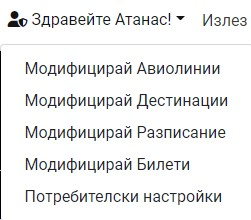 Здравейте Атанас! Излез
Модифицирай Авиолинии
Модифицирай Дестинации
Модифицирай Разписание
Модифицирай Билети
Потребителски настройки